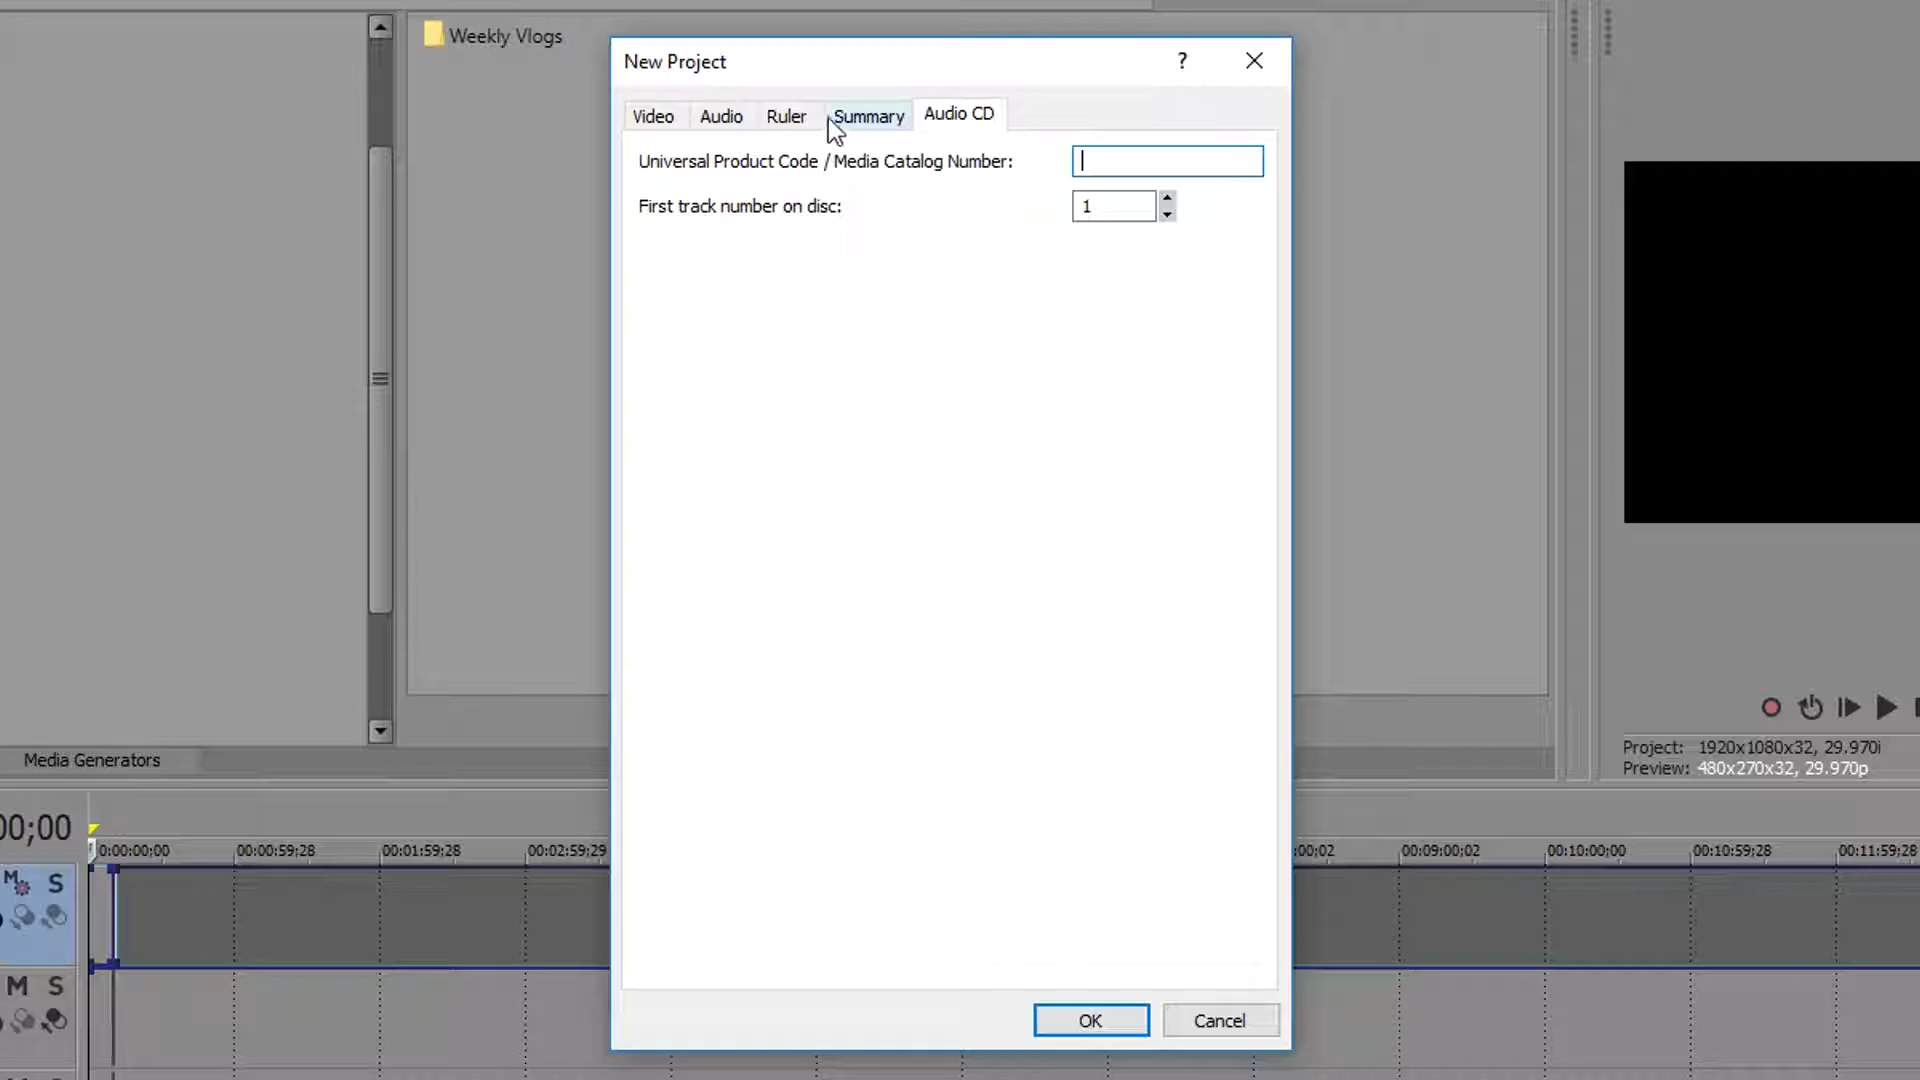 Weekly Vlogs
New Project
?
Video Audio Ruler Summary Audio CD
Universal Product Code / Media Catalog Number:
First track number on disc: 1
Project: 1920x1080x32, 29.970i
Preview: 480x270x32, 29.970p
Media Generators
00;00
0:00:00;00 00:00:59;28 00:01:59;28 00:02:59;29 :00;02 00:09:00;02 00:10:00;00 00:10:59;28 00:11:59;28
M S
M S
OK Cancel